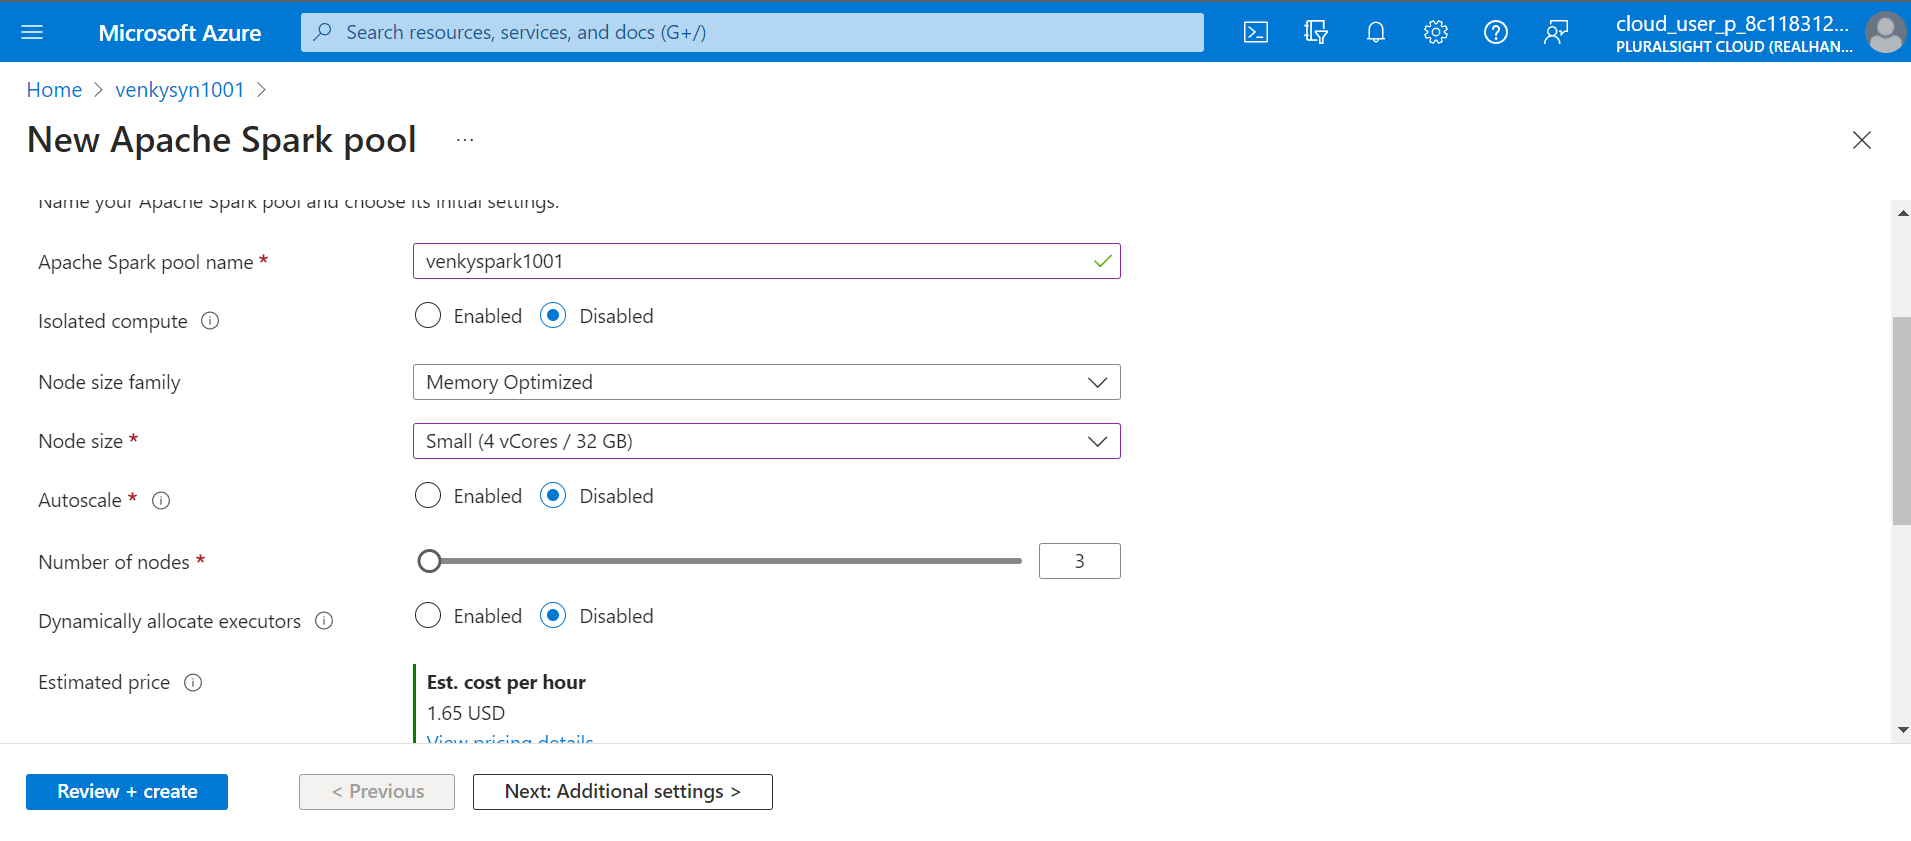 Microsoft Azure
Search resources, services, and docs (G+/)
cloud_user_p_8c118312...
PLURALSIGHT CLOUD (REALHAN...
Home > venkysyn1001 >
New Apache Spark pool ...
Name your Apache Spark pool and choose its initial settings.
Apache Spark pool name *
venkyspark1001
Isolated compute
Enabled Disabled
Node size family
Memory Optimized
Node size *
Small (4 vCores / 32 GB)
Autoscale *
Enabled Disabled
Number of nodes *
3
Dynamically allocate executors
Enabled Disabled
Estimated price
Est. cost per hour
1.65 USD
View pricing details
Review + create
< Previous
Next: Additional settings >